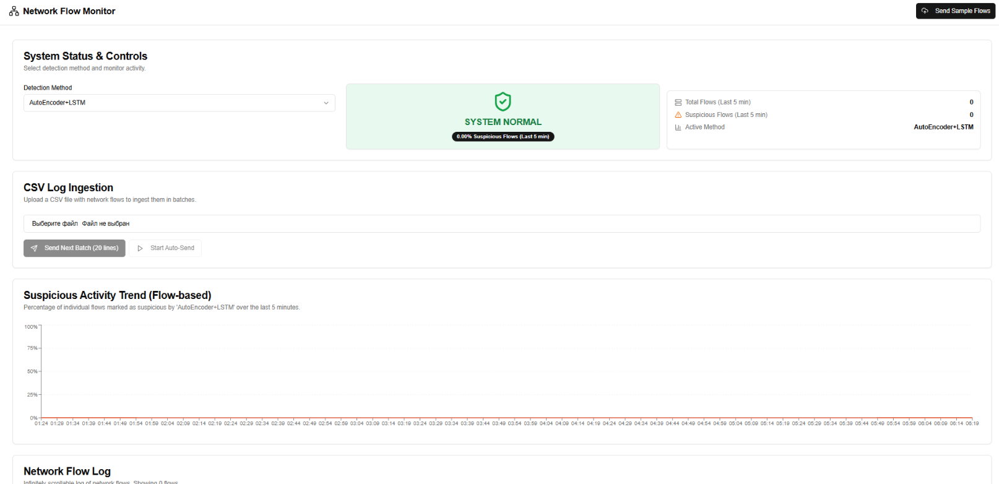 Network Flow Monitor
Send Sample Flows
System Status & Controls
Select detection method and monitor activity.
Detection Method
AutoEncoder+LSTM
SYSTEM NORMAL
0.00% Suspicious Flows (Last 5 min)
Total Flows (Last 5 min) 0
Suspicious Flows (Last 5 min) 0
Active Method AutoEncoder+LSTM
CSV Log Ingestion
Upload a CSV file with network flows to ingest them in batches.
Выберите файл Файл не выбран
Send Next Batch (20 lines) Start Auto-Send
Suspicious Activity Trend (Flow-based)
Percentage of individual flows marked as suspicious by 'AutoEncoder+LSTM' over the last 5 minutes.
100%
75%
50%
25%
0%
01:24 01:29 01:34 01:39 01:44 01:49 01:54 01:59 02:04 02:09 02:14 02:19 02:24 02:29 02:34 02:39 02:44 02:49 02:54 02:59 03:04 03:09 03:14 03:19 03:24 03:29 03:34 03:39 03:44 03:49 03:54 03:59 04:04 04:09 04:14 04:19 04:24 04:29 04:34 04:39 04:44 04:49 04:54 04:59 05:04 05:09 05:14 05:19 05:24 05:29 05:34 05:39 05:44 05:49 05:54 05:59 06:04 06:09 06:14 06:19
Network Flow Log
Infinitely scrollable log of network flows. Showing 0 flows.